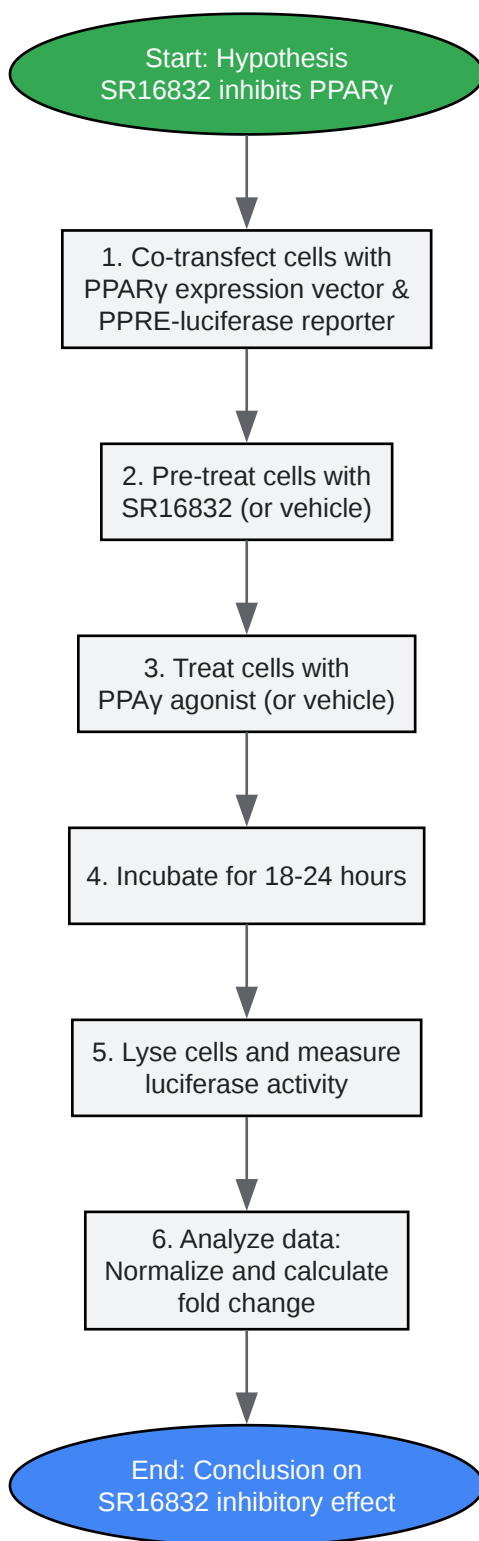 Start: Hypothesis
SR16832 inhibits PPARγ
1. Co-transfect cells with
PPARγ expression vector &
PPRE-luciferase reporter
2. Pre-treat cells with
SR16832 (or vehicle)
3. Treat cells with
PPAγ agonist (or vehicle)
4. Incubate for 18-24 hours
5. Lyse cells and measure
luciferase activity
6. Analyze data:
Normalize and calculate
fold change
End: Conclusion on
SR16832 inhibitory effect